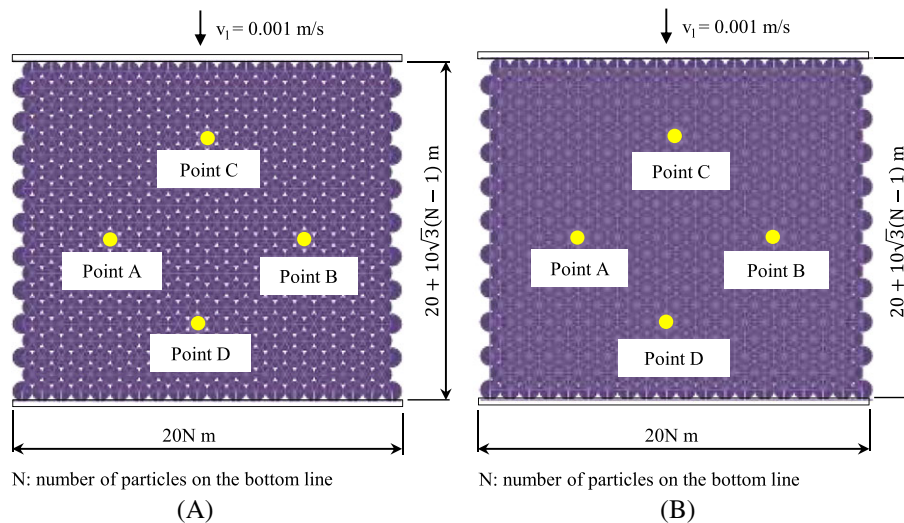 v₁ = 0.001 m/s
Point C
Point A
Point B
Point D
20 + 10√3(N − 1) m
20N m
N: number of particles on the bottom line
(A)
v₁ = 0.001 m/s
Point C
Point A
Point B
Point D
20 + 10√3(N − 1) m
20N m
N: number of particles on the bottom line
(B)